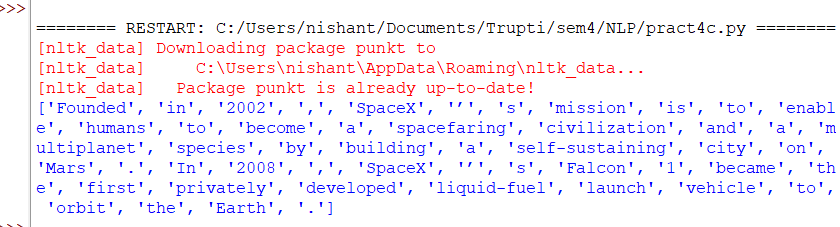 >>>
======== RESTART: C:/Users/nishant/Documents/Trupti/sem4/NLP/pract4c.py ========
[nltk_data] Downloading package punkt to
[nltk_data]     C:\Users\nishant\AppData\Roaming\nltk_data...
[nltk_data]   Package punkt is already up-to-date!
['Founded', 'in', '2002', ',', 'SpaceX', '’', 's', 'mission', 'is', 'to', 'enabl
e', 'humans', 'to', 'become', 'a', 'spacefaring', 'civilization', 'and', 'a', 'm
ultiplanet', 'species', 'by', 'building', 'a', 'self-sustaining', 'city', 'on',
'Mars', '.', 'In', '2008', ',', 'SpaceX', '’', 's', 'Falcon', '1', 'became', 'th
e', 'first', 'privately', 'developed', 'liquid-fuel', 'launch', 'vehicle', 'to',
 'orbit', 'the', 'Earth', '.']
>>>